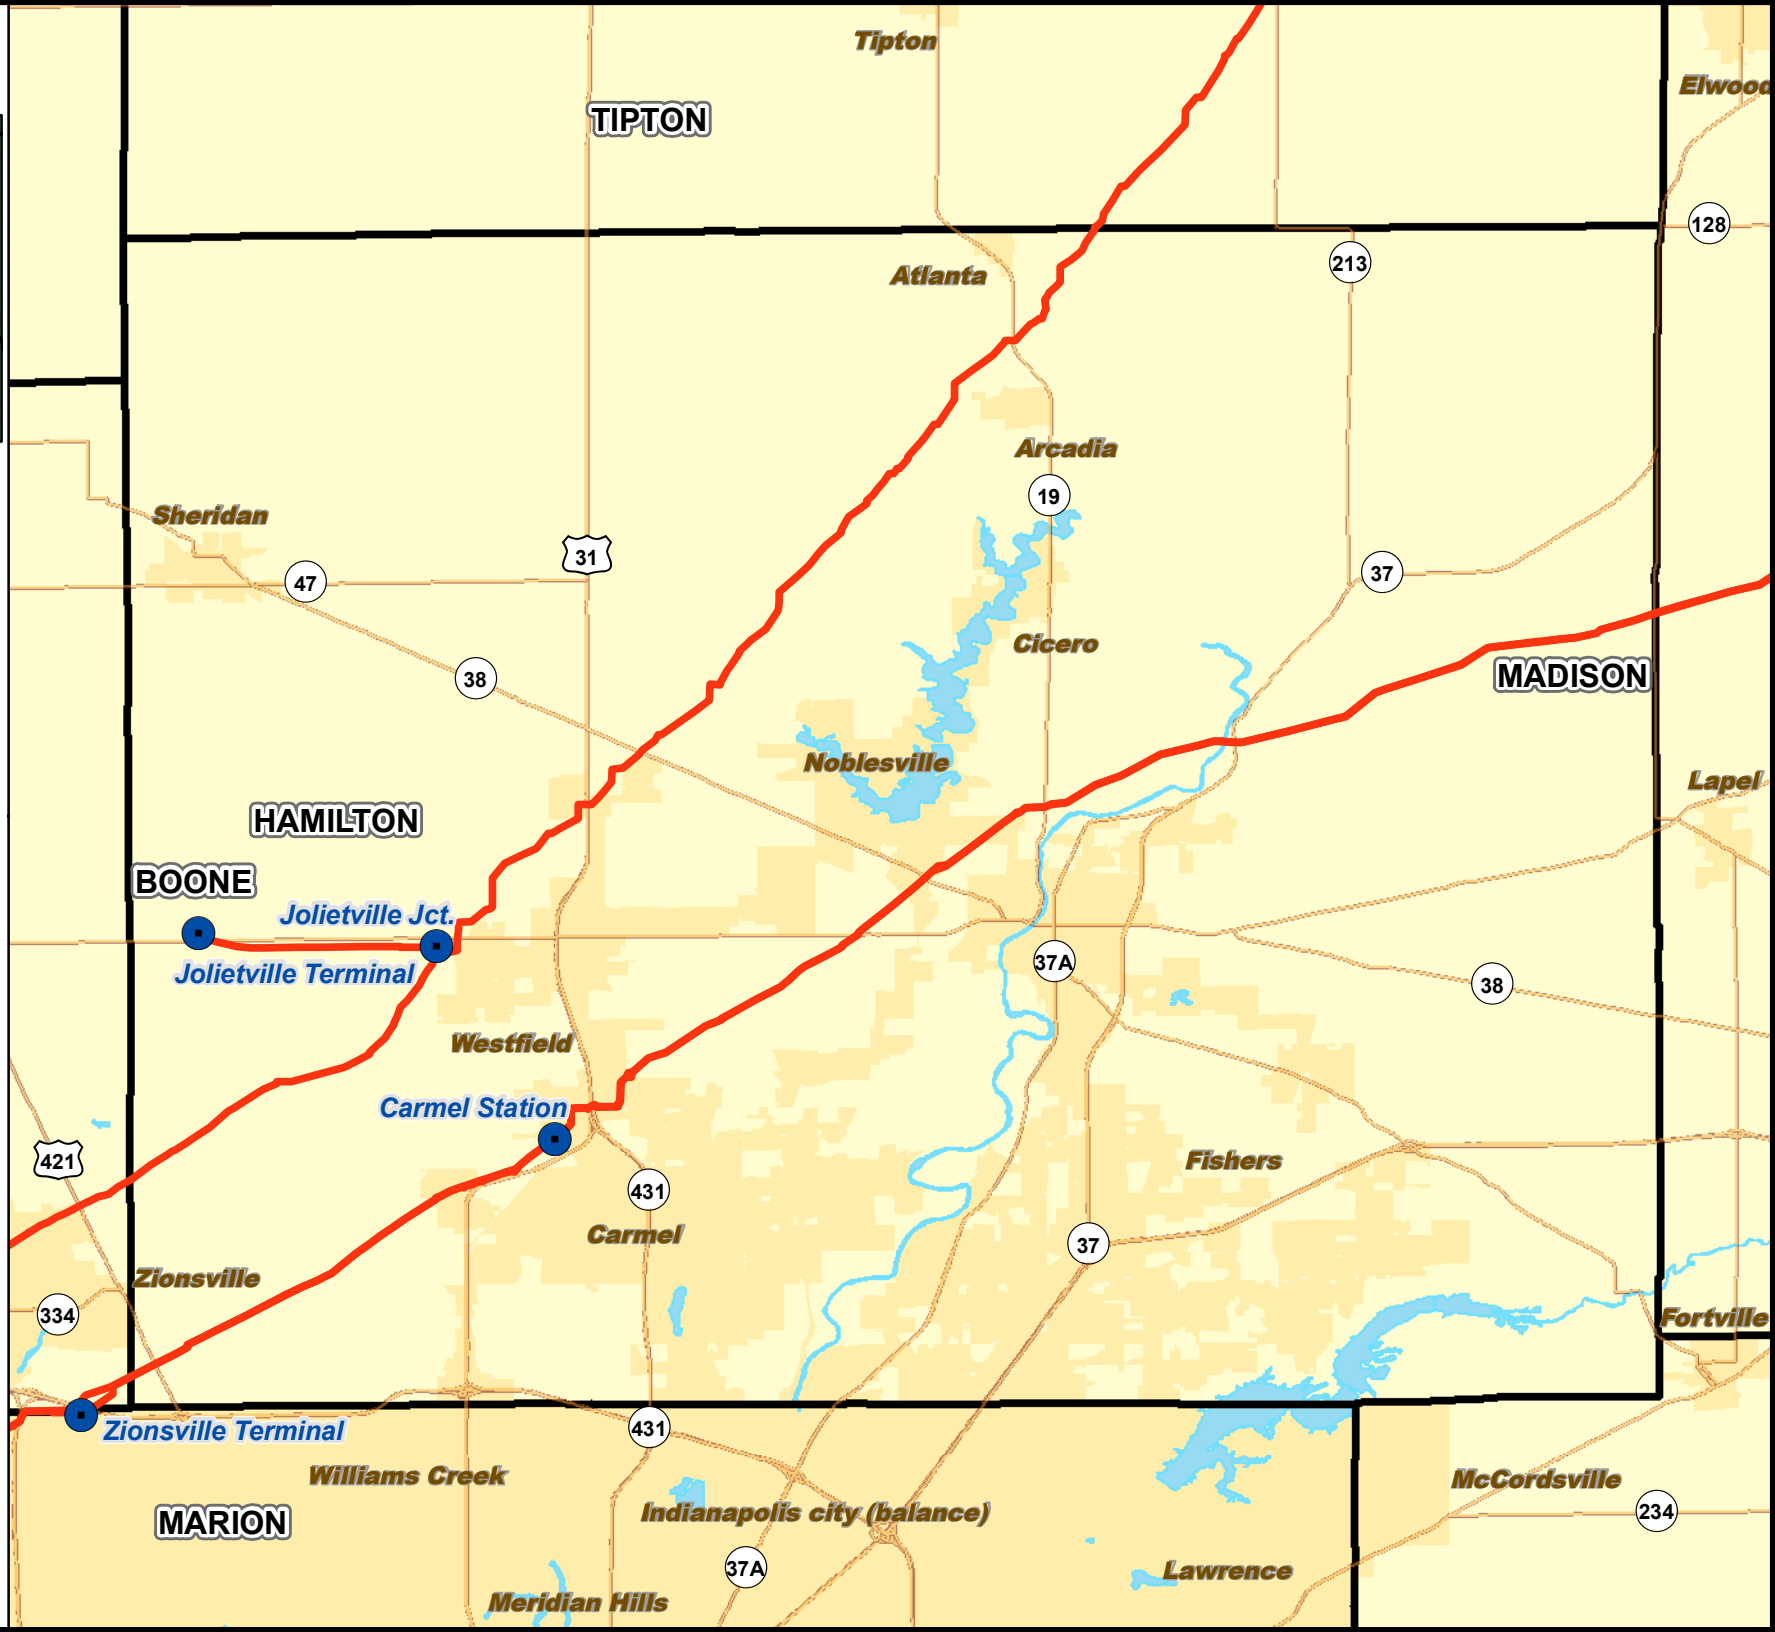 Tipton
Elwood
TIPTON
128
213
Atlanta
Arcadia
19
Sheridan
31
47
37
Cicero
38
MADISON
Noblesville
Lapel
HAMILTON
BOONE
Jolietville Jct.
37A
Jolietville Terminal
38
Westfield
Carmel Station
421
Fishers
431
Carmel
37
Zionsville
334
Fortville
431
Zionsville Terminal
Williams Creek
McCordsville
Indianapolis city (balance)
234
MARION
37A
Lawrence
Meridian Hills